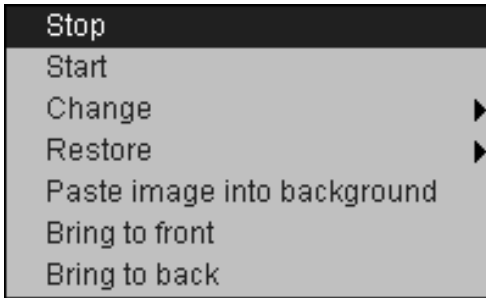 Stop
Start
Change
Restore
Paste image into background
Bring to front
Bring to back